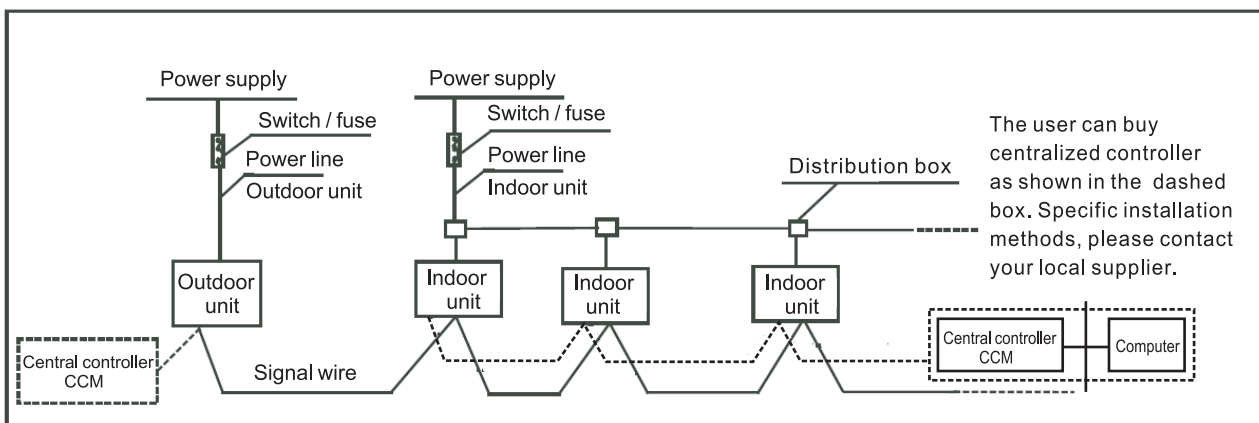 Power supply
Switch / fuse
Power line
Outdoor unit
Power supply
Switch / fuse
Power line
Indoor unit
Distribution box
The user can buy
centralized controller
as shown in the dashed
box. Specific installation
methods, please contact
your local supplier.
Outdoor
unit
Indoor
unit
Indoor
unit
Indoor
unit
Central controller
CCM
Signal wire
Central controller
CCM
Computer